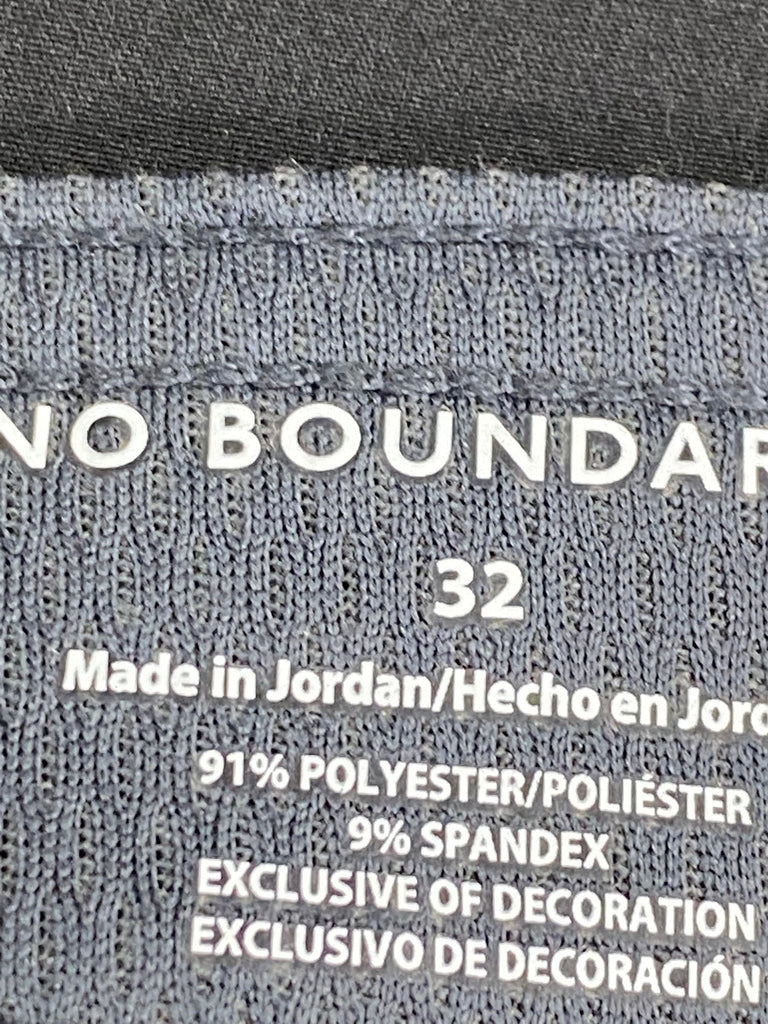 NO BOUNDAR
32
Made in Jordan/Hecho en Jord
91% POLYESTER/POLIÉSTER
9% SPANDEX
EXCLUSIVE OF DECORATION
EXCLUSIVO DE DECORACIÓN